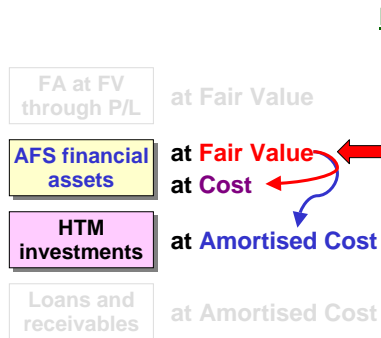 FA at FV
through P/L
at Fair Value
AFS financial
assets
at Fair Value
at Cost
HTM
investments
at Amortised Cost
Loans and
receivables
at Amortised Cost